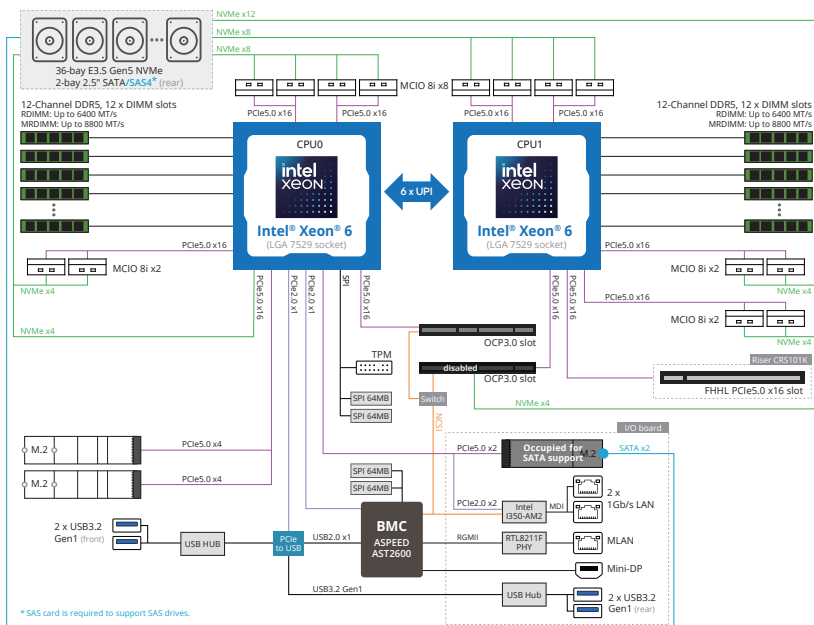 NVMe x12
NVMe x8
NVMe x8
36-bay E3.S Gen5 NVMe
2-bay 2.5" SATA/SAS4* (rear)
MCIO 8i x8
12-Channel DDR5, 12 x DIMM slots
RDIMM: Up to 6400 MT/s
MRDIMM: Up to 8800 MT/s
PCIe5.0 x16
PCIe5.0 x16
PCIe5.0 x16
PCIe5.0 x16
12-Channel DDR5, 12 x DIMM slots
RDIMM: Up to 6400 MT/s
MRDIMM: Up to 8800 MT/s
CPU0
intel
xeon
Intel® Xeon® 6
(LGA 7529 socket)
6 x UPI
CPU1
intel
xeon
Intel® Xeon® 6
(LGA 7529 socket)
PCIe5.0 x16
MCIO 8i x2
NVMe x4
NVMe x4
PCIe5.0 x16
MCIO 8i x2
NVMe x4
PCIe5.0 x16
MCIO 8i x2
NVMe x4
PCIe5.0 x16
PCIe2.0 x1
PCIe2.0 x1
SPI
PCIe5.0 x16
PCIe5.0 x16
PCIe5.0 x16
OCP3.0 slot
TPM
disabled
OCP3.0 slot
Riser CRS101K
FHHL PCIe5.0 x16 slot
SPI 64MB
SPI 64MB
Switch
NVMe x4
NCSI
I/O board
M.2
PCIe5.0 x4
M.2
PCIe5.0 x4
PCIe5.0 x2
Occupied for
SATA support
M.2
SATA x2
SPI 64MB
SPI 64MB
PCIe2.0 x2
Intel
I350-AM2
MDI
2 x
1Gb/s LAN
2 x USB3.2
Gen1 (front)
USB HUB
PCIe
to USB
USB2.0 x1
BMC
ASPEED
AST2600
RGMII
RTL8211F
PHY
MLAN
Mini-DP
USB3.2 Gen1
USB Hub
2 x USB3.2
Gen1 (rear)
* SAS card is required to support SAS drives.